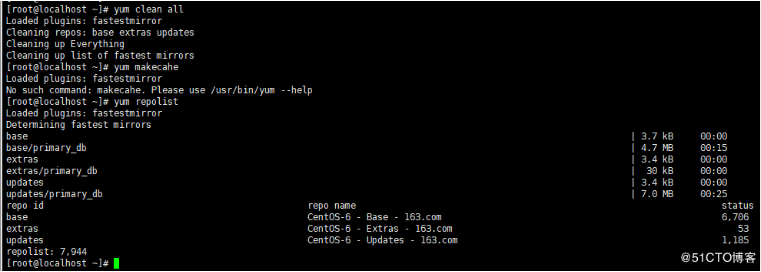 [root@localhost ~]# yum clean all
Loaded plugins: fastestmirror
Cleaning repos: base extras updates
Cleaning up Everything
Cleaning up list of fastest mirrors
[root@localhost ~]# yum makecahe
Loaded plugins: fastestmirror
No such command: makecahe. Please use /usr/bin/yum --help
[root@localhost ~]# yum repolist
Loaded plugins: fastestmirror
Determining fastest mirrors
base | 3.7 kB 00:00
base/primary_db | 4.7 MB 00:15
extras | 3.4 kB 00:00
extras/primary_db | 30 kB 00:00
updates | 3.4 kB 00:00
updates/primary_db | 7.0 MB 00:25
repo id repo name status
base CentOS-6 - Base - 163.com 6,706
extras CentOS-6 - Extras - 163.com 53
updates CentOS-6 - Updates - 163.com 1,185
repolist: 7,944
[root@localhost ~]#
@51CTO博客